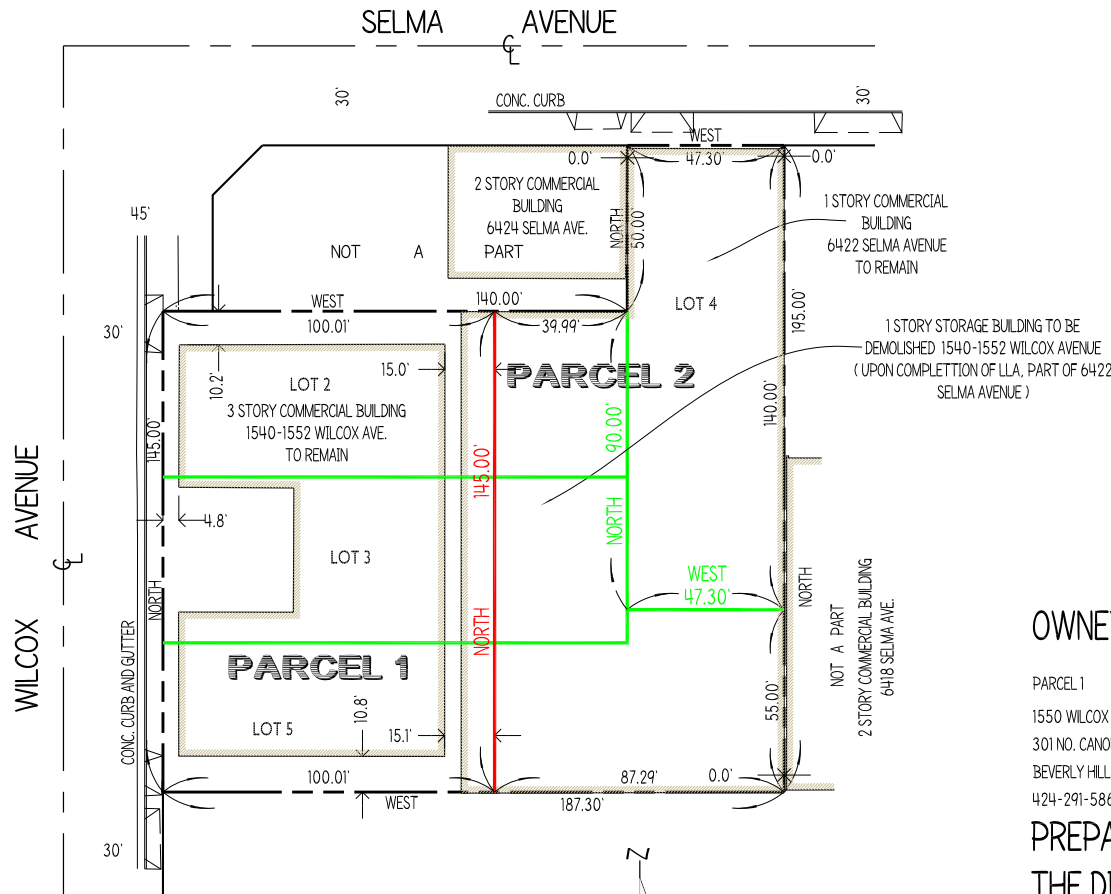 SELMA AVENUE
CL
30'
CONC. CURB
30'
WEST
0.0'
47.30'
0.0'
2 STORY COMMERCIAL
BUILDING
6424 SELMA AVE.
NORTH
50.00'
1 STORY COMMERCIAL
BUILDING
6422 SELMA AVENUE
TO REMAIN
45'
NOT A PART
WEST
140.00'
100.01'
39.99'
LOT 4
195.00'
30'
1 STORY STORAGE BUILDING TO BE
DEMOLISHED 1540-1552 WILCOX AVENUE
( UPON COMPLETTION OF LLA, PART OF 6422
SELMA AVENUE )
10.2'
15.0'
PARCEL 2
LOT 2
3 STORY COMMERCIAL BUILDING
1540-1552 WILCOX AVE.
TO REMAIN
145.00'
145.00'
90.00'
140.00'
WILCOX AVENUE
CL
4.8'
NORTH
LOT 3
NORTH
WEST
47.30'
NORTH
NORTH
NOT A PART
2 STORY COMMERCIAL BUILDING
6418 SELMA AVE.
CONC. CURB AND GUTTER
PARCEL 1
10.8'
LOT 5
15.1'
55.00'
100.01'
87.29'
0.0'
WEST
187.30'
30'
N
OWNE
PARCEL 1
1550 WILCOX
301 NO. CANO
BEVERLY HILL
424-291-586
PREPA
THE DI